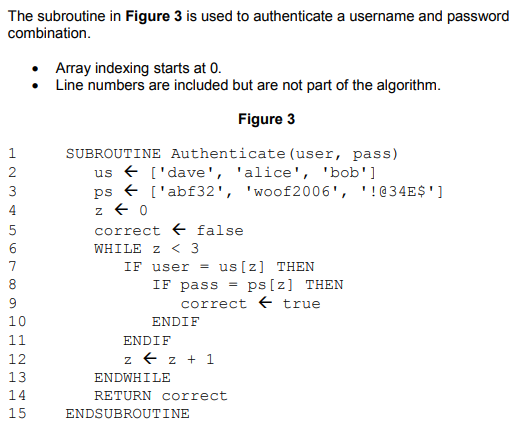 The subroutine in Figure 3 is used to authenticate a username and password
combination.
• Array indexing starts at 0.
• Line numbers are included but are not part of the algorithm.
Figure 3
1 SUBROUTINE Authenticate(user, pass)
2 us ← ['dave', 'alice', 'bob']
3 ps ← ['abf32', 'woof2006', '!@34E$']
4 z ← 0
5 correct ← false
6 WHILE z < 3
7 IF user = us[z] THEN
8 IF pass = ps[z] THEN
9 correct ← true
10 ENDIF
11 ENDIF
12 z ← z + 1
13 ENDWHILE
14 RETURN correct
15 ENDSUBROUTINE